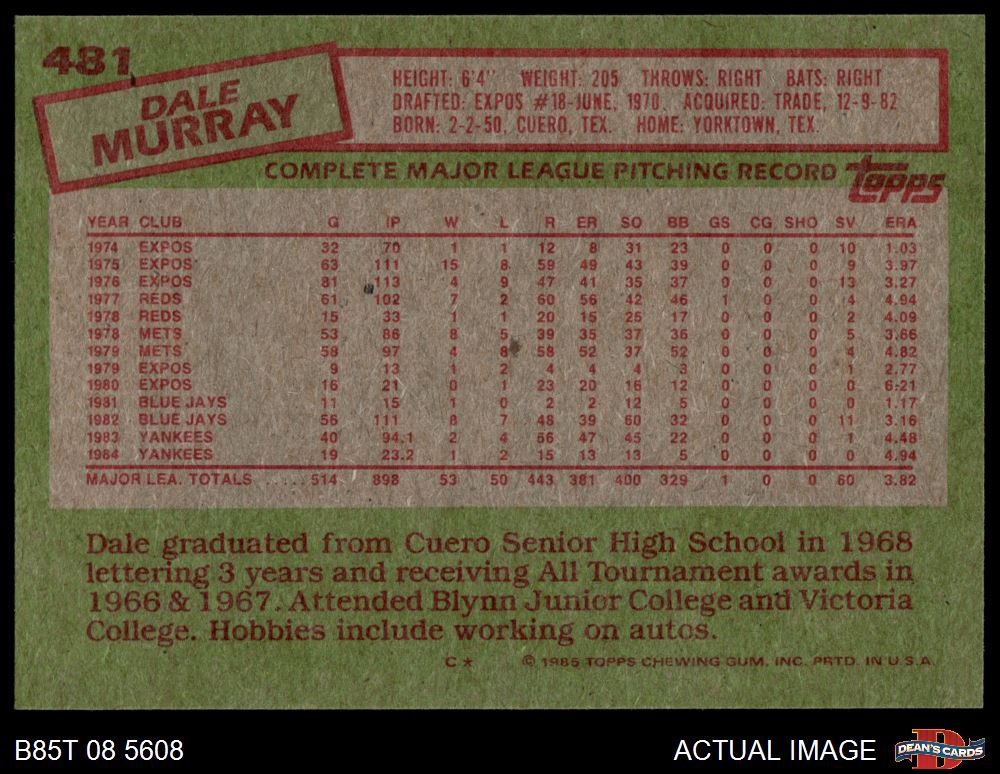 481
DALE
MURRAY
HEIGHT: 6'4" WEIGHT: 205 THROWS: RIGHT BATS: RIGHT
DRAFTED: EXPOS #18-JUNE, 1970. ACQUIRED: TRADE, 12-9-82
BORN: 2-2-50, CUERO, TEX. HOME: YORKTOWN, TEX.
COMPLETE MAJOR LEAGUE PITCHING RECORD topps
YEAR CLUB G IP W L R ER SO BB GS CG SHO SV ERA
1974 EXPOS 32 70 1 1 12 8 31 23 0 0 0 10 1.03
1975 EXPOS 63 111 15 8 59 49 43 39 0 0 0 9 3.97
1976 EXPOS 81 113 4 9 47 41 35 37 0 0 0 13 3.27
1977 REDS 61 102 7 2 60 56 42 46 1 0 0 4 4.94
1978 REDS 15 33 1 1 20 15 25 17 0 0 0 2 4.09
1978 METS 53 86 8 5 39 35 37 36 0 0 0 5 3.66
1979 METS 58 97 4 8 58 52 37 52 0 0 0 4 4.82
1979 EXPOS 9 13 1 2 4 4 4 3 0 0 0 1 2.77
1980 EXPOS 16 21 0 1 23 20 16 12 0 0 0 0 6.21
1981 BLUE JAYS 11 15 1 0 2 2 12 5 0 0 0 0 1.17
1982 BLUE JAYS 56 111 8 7 48 39 60 32 0 0 0 11 3.16
1983 YANKEES 40 94.1 2 4 56 47 45 22 0 0 0 1 4.48
1984 YANKEES 19 23.2 1 2 15 13 13 5 0 0 0 0 4.94
MAJOR LEA. TOTALS ..... 514 898 53 50 443 381 400 329 1 0 0 60 3.82
Dale graduated from Cuero Senior High School in 1968
lettering 3 years and receiving All Tournament awards in
1966 & 1967. Attended Blynn Junior College and Victoria
College. Hobbies include working on autos.
C* © 1985 TOPPS CHEWING GUM, INC. PRTD. IN U.S.A.
B85T 08 5608 ACTUAL IMAGE DEAN'S CARDS